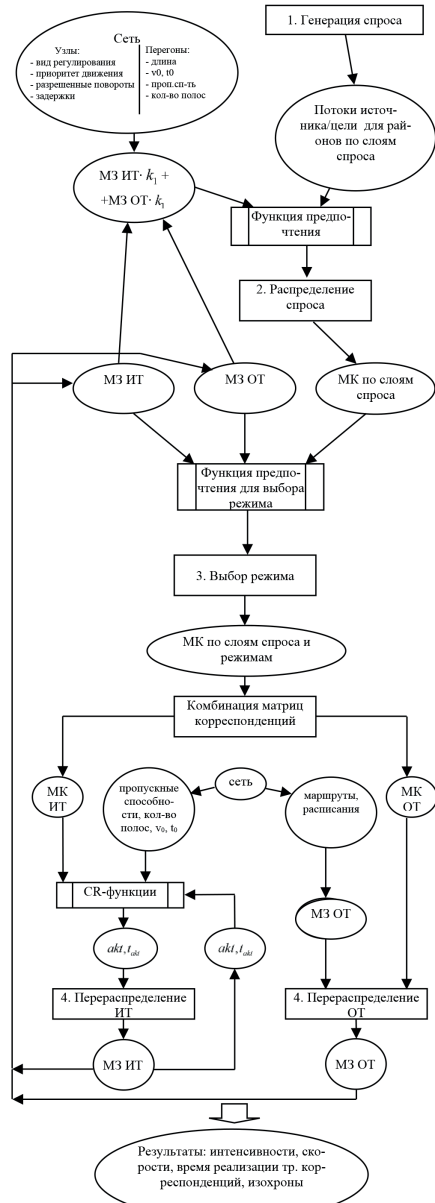 1. Генерация спроса
Сеть
Узлы:
- вид регулирования
- приоритет движения
- разрешенные повороты
- задержки
Перегоны:
- длина
- v0, t0
- проп.сп-ть
- кол-во полос
Потоки источ-
ника/цели для рай-
онов по слоям
спроса
МЗ ИТ· k₁ +
+МЗ ОТ· k₁
Функция предпо-
чтения
2. Распределение
спроса
МЗ ИТ
МЗ ОТ
МК по слоям
спроса
Функция предпо-
чтения для выбора
режима
3. Выбор режима
МК по слоям спроса и
режимам
Комбинация матриц
корреспонденций
МК
ИТ
пропускные
способно-
сти, кол-во
полос, v₀, t₀
сеть
маршруты,
расписания
МК
ОТ
CR-функции
МЗ ОТ
akt,tₐₖₜ
akt,tₐₖₜ
4. Перераспределение
ИТ
4. Перераспределение
ОТ
МЗ ИТ
МЗ ОТ
Результаты: интенсивности, ско-
рости, время реализации тр. кор-
респонденций, изохроны